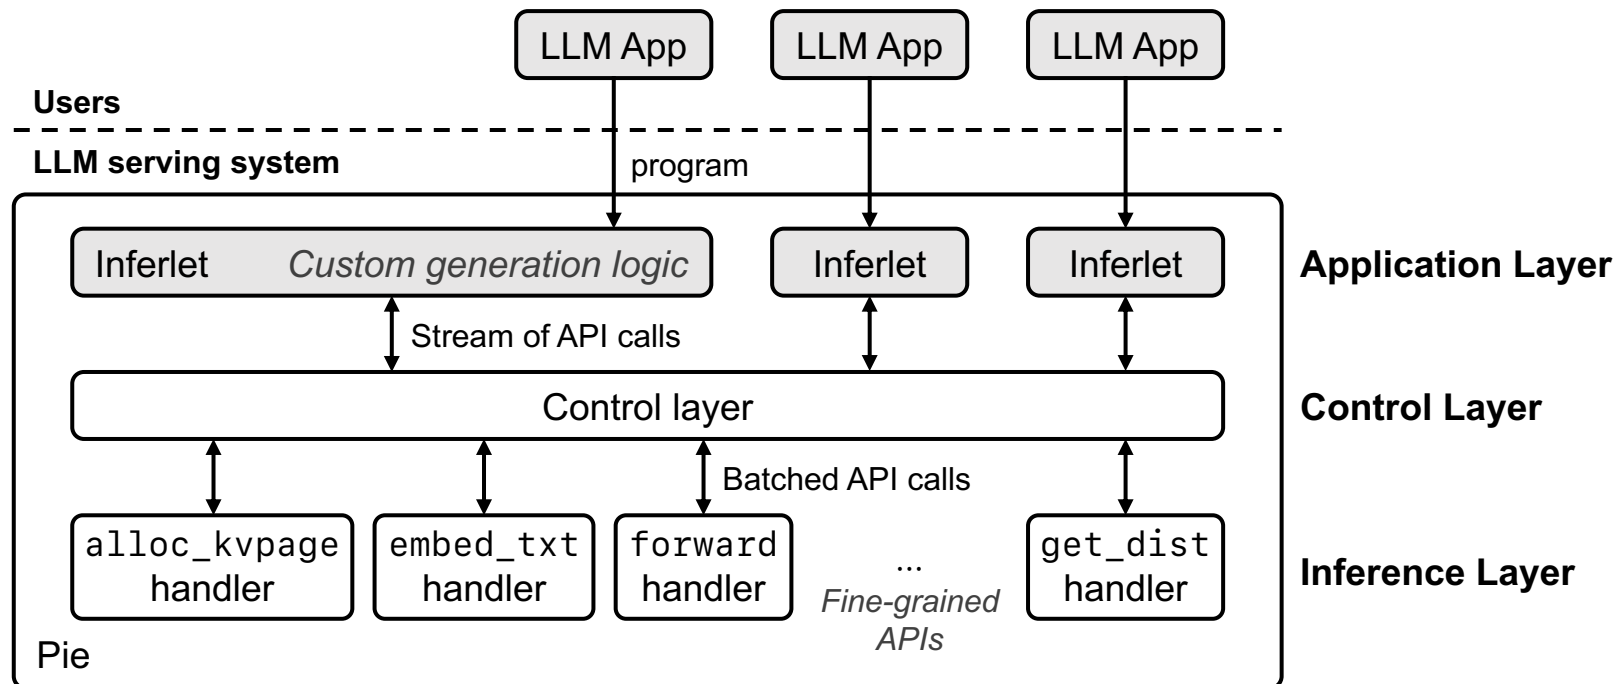 LLM App
LLM App
LLM App
Users
LLM serving system
program
Inferlet Custom generation logic
Inferlet
Inferlet
Application Layer
Stream of API calls
Control layer
Control Layer
Batched API calls
alloc_kvpage
handler
embed_txt
handler
forward
handler
...
Fine-grained
APIs
get_dist
handler
Inference Layer
Pie